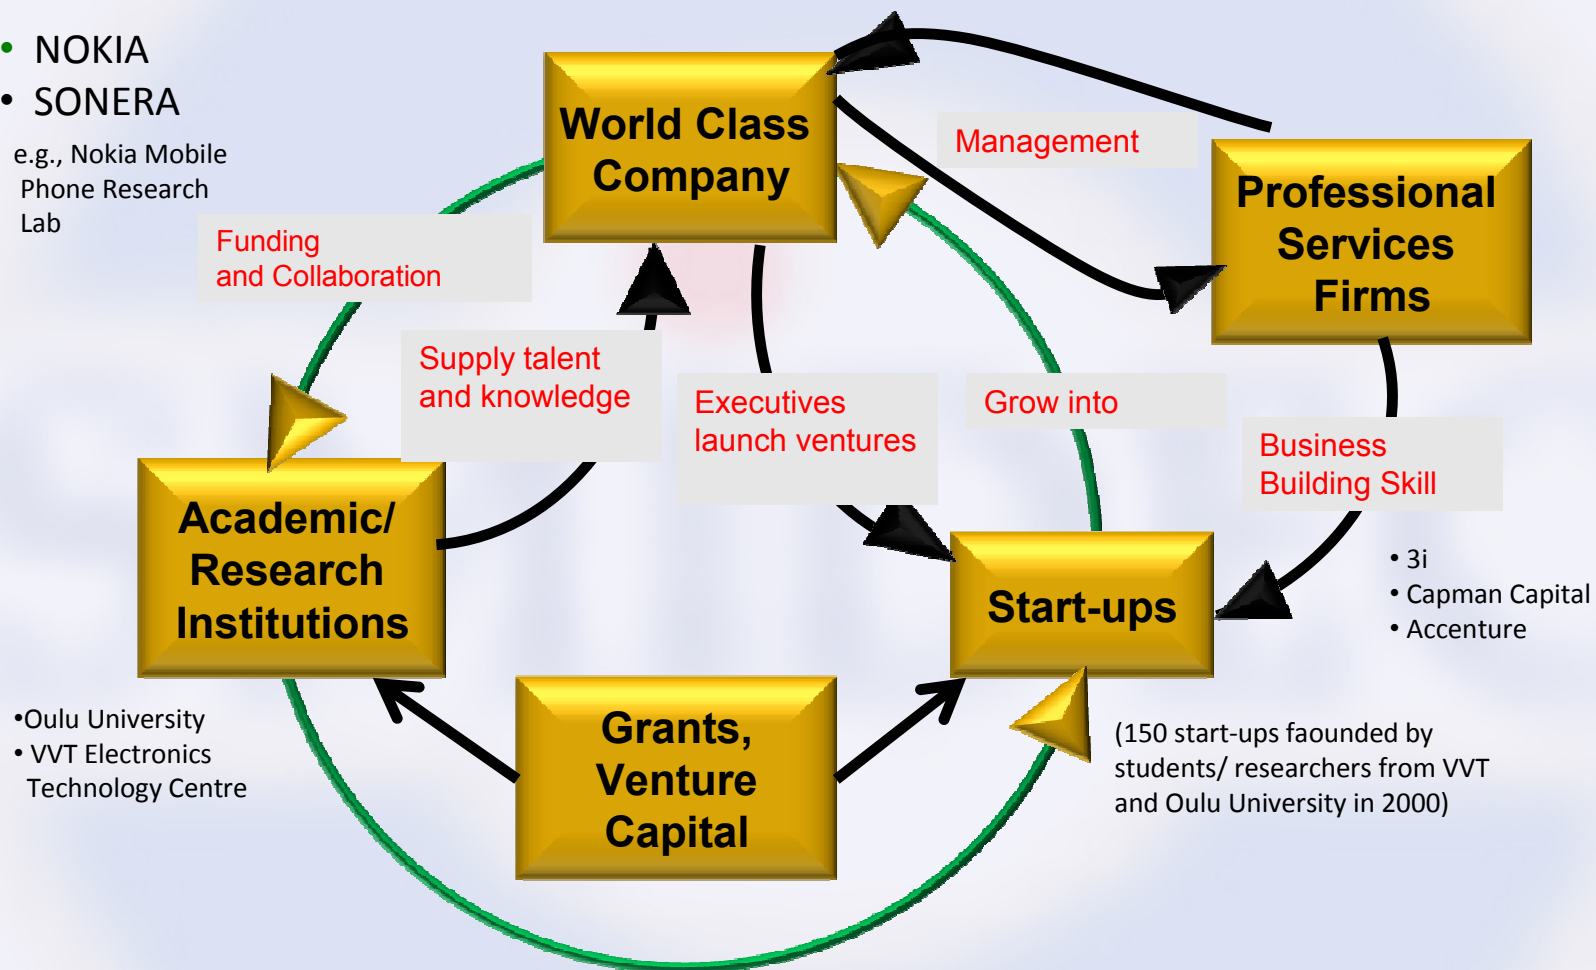 • NOKIA
• SONERA
e.g., Nokia Mobile
Phone Research
Lab
World Class
Company
Management
Professional
Services
Firms
Funding
and Collaboration
Supply talent
and knowledge
Executives
launch ventures
Grow into
Business
Building Skill
Academic/
Research
Institutions
Start-ups
• 3i
• Capman Capital
• Accenture
•Oulu University
• VVT Electronics
Technology Centre
Grants,
Venture
Capital
(150 start-ups faounded by
students/ researchers from VVT
and Oulu University in 2000)